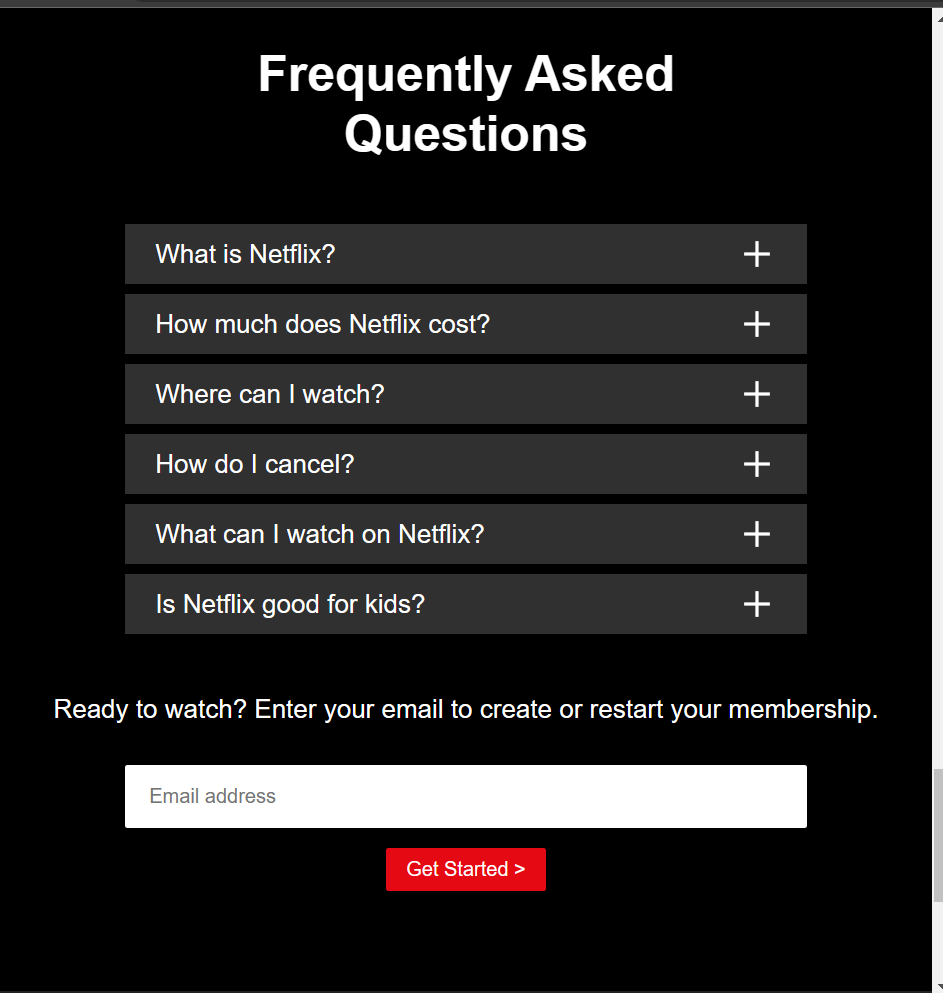 Frequently Asked
Questions
What is Netflix?
How much does Netflix cost?
Where can I watch?
How do I cancel?
What can I watch on Netflix?
Is Netflix good for kids?
Ready to watch? Enter your email to create or restart your membership.
Email address
Get Started >